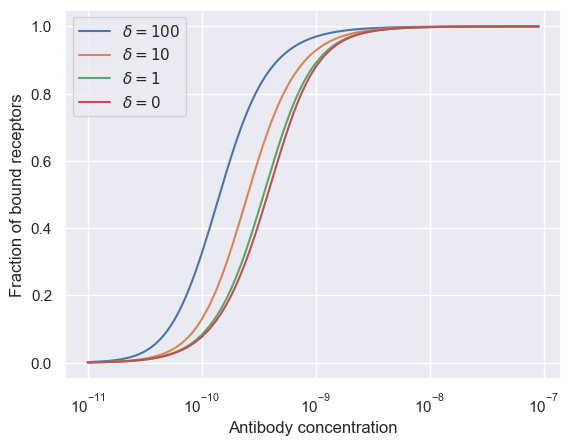 δ = 100
δ = 10
δ = 1
δ = 0
Fraction of bound receptors
1.0
0.8
0.6
0.4
0.2
0.0
10⁻¹¹ 10⁻¹⁰ 10⁻⁹ 10⁻⁸ 10⁻⁷
Antibody concentration